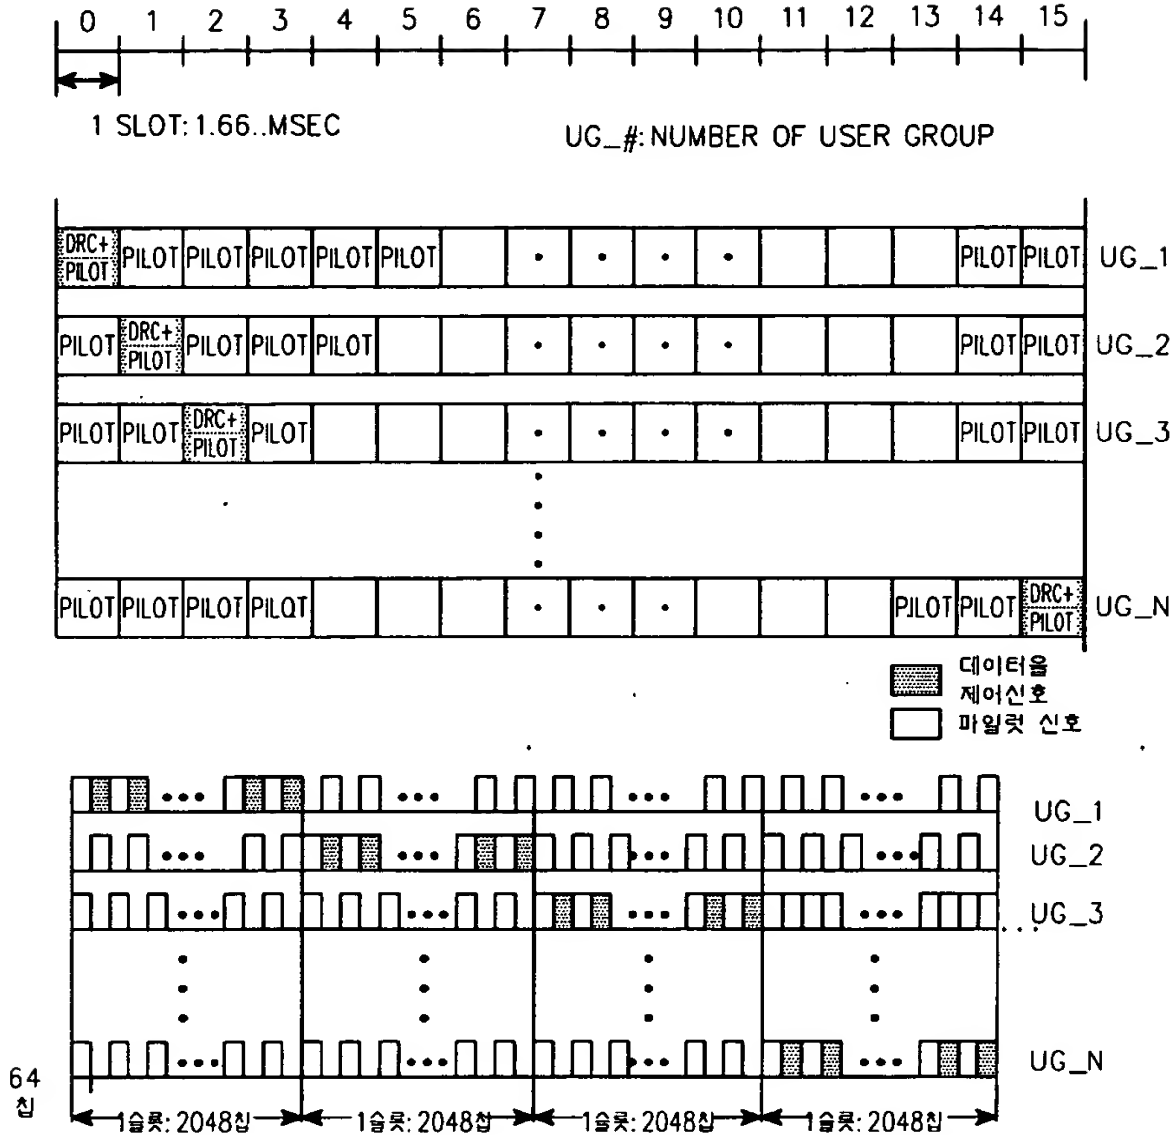 0 1 2 3 4 5 6 7 8 9 10 11 12 13 14 15
1 SLOT: 1.66..MSEC
UG_#: NUMBER OF USER GROUP
DRC+ PILOT PILOT PILOT PILOT PILOT PILOT PILOT PILOT UG_1
PILOT DRC+ PILOT PILOT PILOT PILOT PILOT PILOT UG_2
PILOT PILOT DRC+ PILOT PILOT PILOT PILOT UG_3
PILOT PILOT PILOT PILOT PILOT PILOT DRC+ PILOT UG_N
데이터율
제어신호
파일럿 신호
UG_1
UG_2
UG_3
UG_N
64
칩
1슬롯: 2048칩 1슬롯: 2048칩 1슬롯: 2048칩 1슬롯: 2048칩